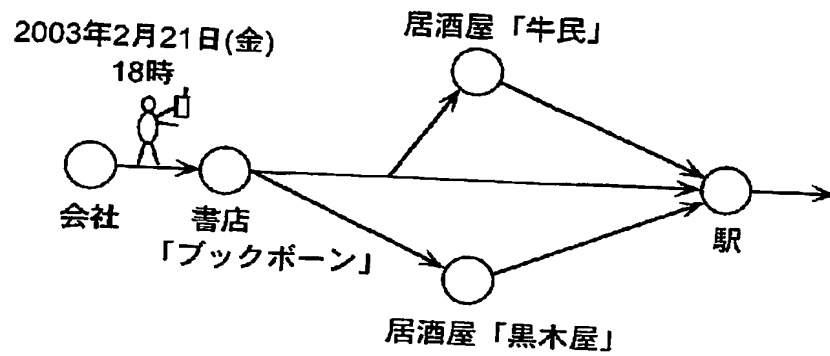 2003年2月21日(金)
18時
居酒屋「牛民」
会社
書店
「ブックボーン」
駅
居酒屋「黒木屋」